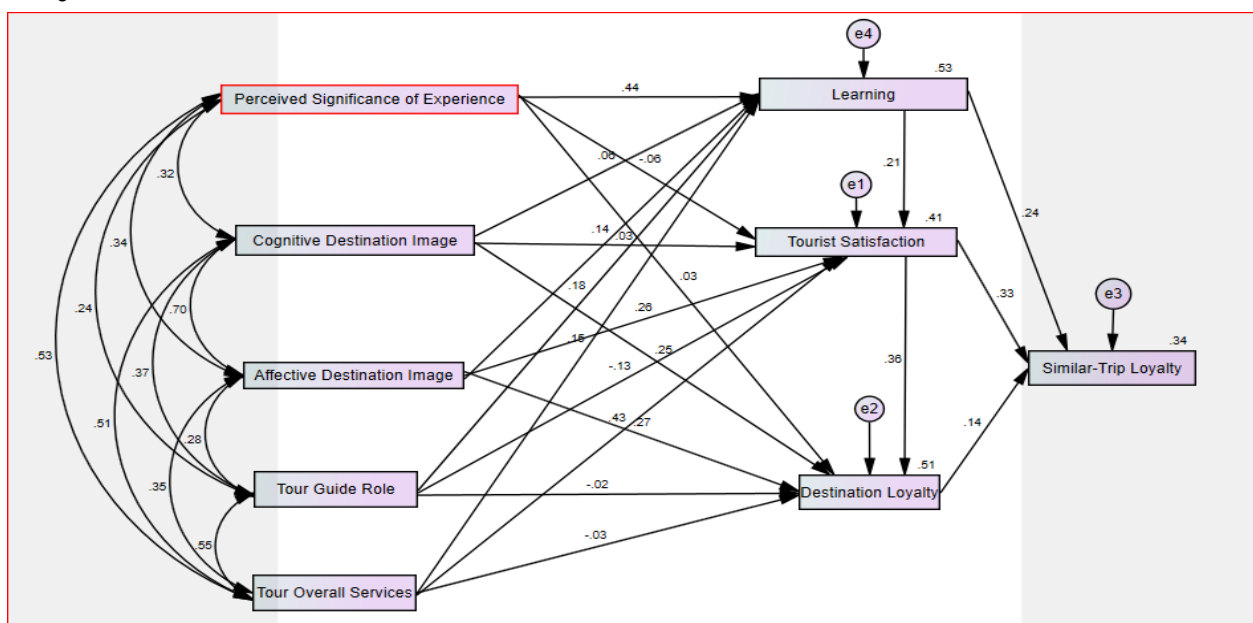 e4
.53
Perceived Significance of Experience
.44
Learning
.06
-.06
.32
.21
e1
.41
.24
Cognitive Destination Image
.14
.03
Tourist Satisfaction
.34
.03
.18
.26
.33
e3
.24
.70
.15
.25
.36
.34
.53
.37
Affective Destination Image
-.13
Similar-Trip Loyalty
.51
.28
.43
.27
e2
.14
.35
.51
Tour Guide Role
-.02
Destination Loyalty
.55
-.03
Tour Overall Services